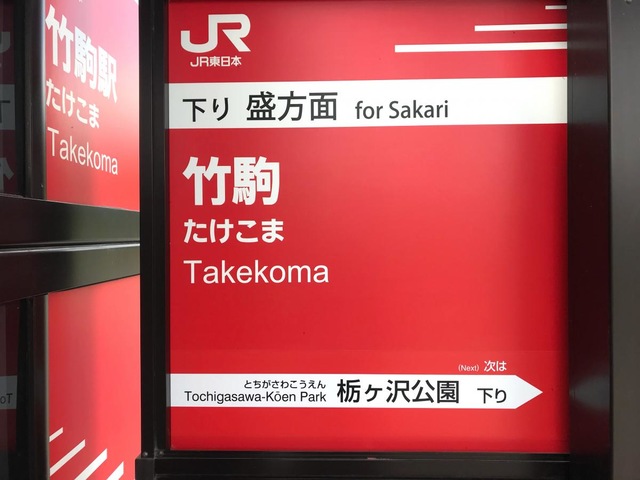 竹駒駅
たけこま
Takekoma
JR
JR東日本
下り 盛方面 for Sakari
竹駒
たけこま
Takekoma
(Next) 次は
とちがさわこうえん
Tochigasawa-Kōen Park 栃ヶ沢公園 下り